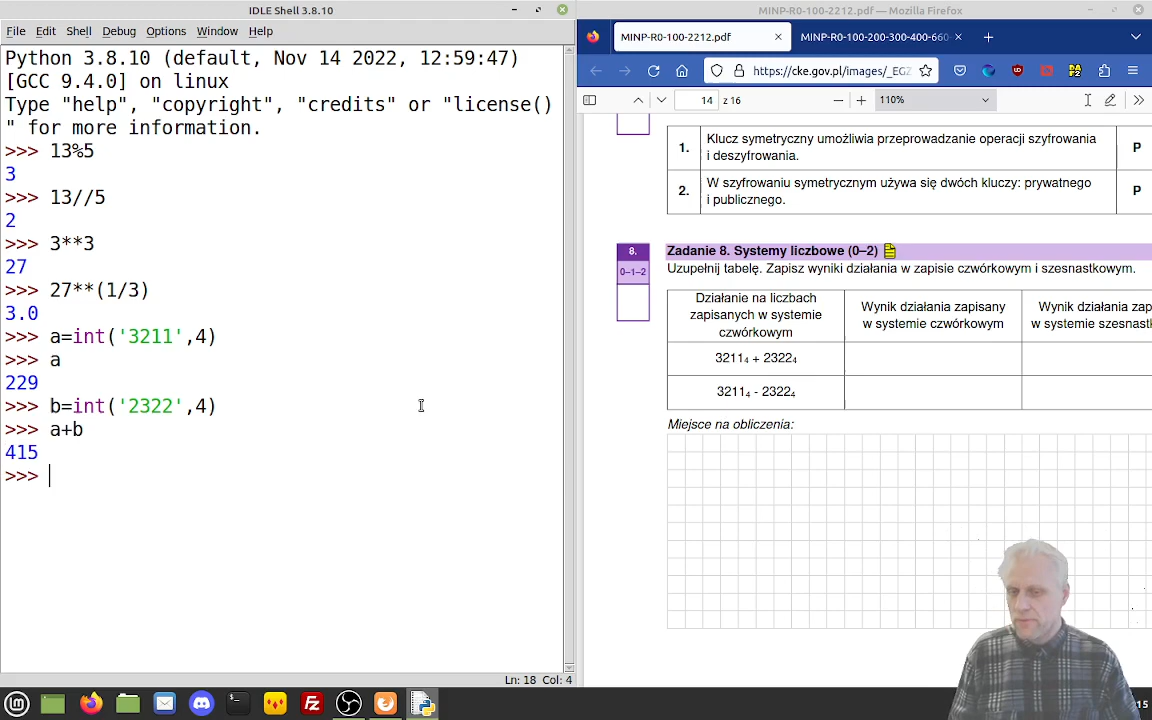 IDLE Shell 3.8.10
File Edit Shell Debug Options Window Help
Python 3.8.10 (default, Nov 14 2022, 12:59:47)
[GCC 9.4.0] on linux
Type "help", "copyright", "credits" or "license()
" for more information.
>>> 13%5
3
>>> 13//5
2
>>> 3**3
27
>>> 27**(1/3)
3.0
>>> a=int('3211',4)
>>> a
229
>>> b=int('2322',4)
>>> a+b
415
>>>
Ln: 18 Col: 4
MINP-R0-100-2212.pdf — Mozilla Firefox
MINP-R0-100-2212.pdf
MINP-R0-100-200-300-400-660-
https://cke.gov.pl/images/_EGZ
14 z 16
110%
1. Klucz symetryczny umożliwia przeprowadzanie operacji szyfrowania
i deszyfrowania.
P
2. W szyfrowaniu symetrycznym używa się dwóch kluczy: prywatnego
i publicznego.
P
8.
0–1–2
Zadanie 8. Systemy liczbowe (0–2)
Uzupełnij tabelę. Zapisz wyniki działania w zapisie czwórkowym i szesnastkowym.
Działanie na liczbach
zapisanych w systemie
czwórkowym
Wynik działania zapisany
w systemie czwórkowym
Wynik działania zap
w systemie szesnastk
3211₄ + 2322₄
3211₄ - 2322₄
Miejsce na obliczenia:
15